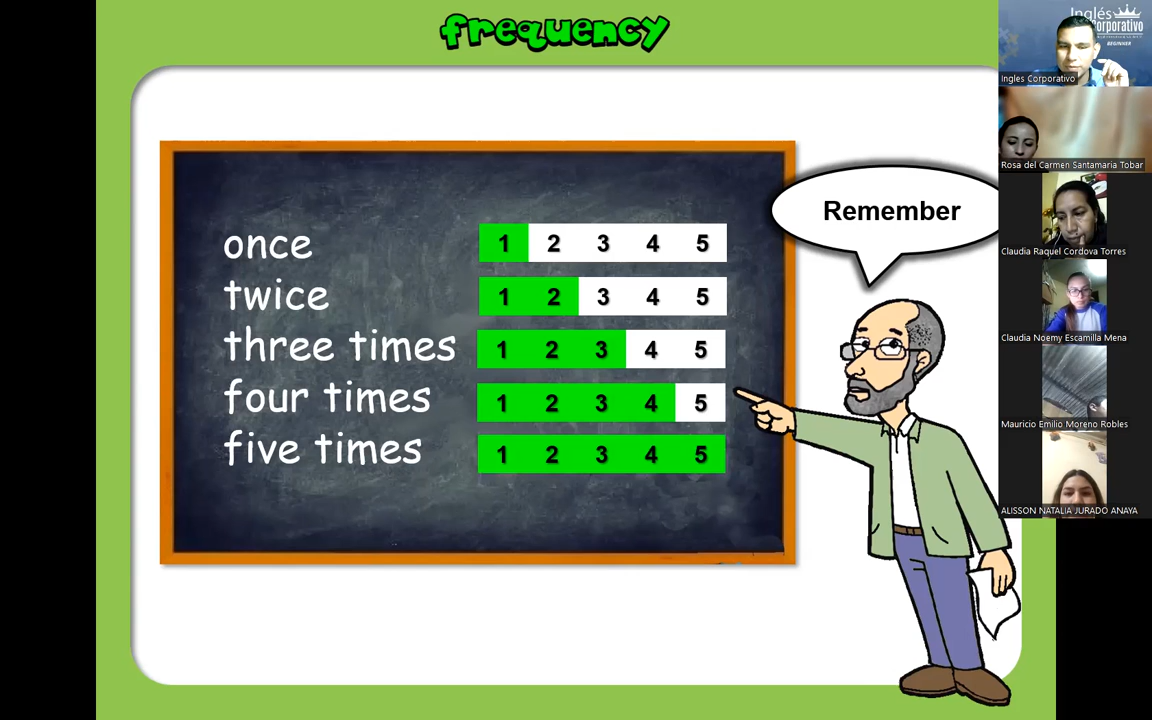 frequency
once 1 2 3 4 5
twice 1 2 3 4 5
three times 1 2 3 4 5
four times 1 2 3 4 5
five times 1 2 3 4 5
Remember
Inglés
Corporativo
BEGINNER
Ingles Corporativo
Rosa del Carmen Santamaria Tobar
Claudia Raquel Cordova Torres
Claudia Noemy Escamilla Mena
Mauricio Emilio Moreno Robles
ALISSON NATALIA JURADO ANAYA